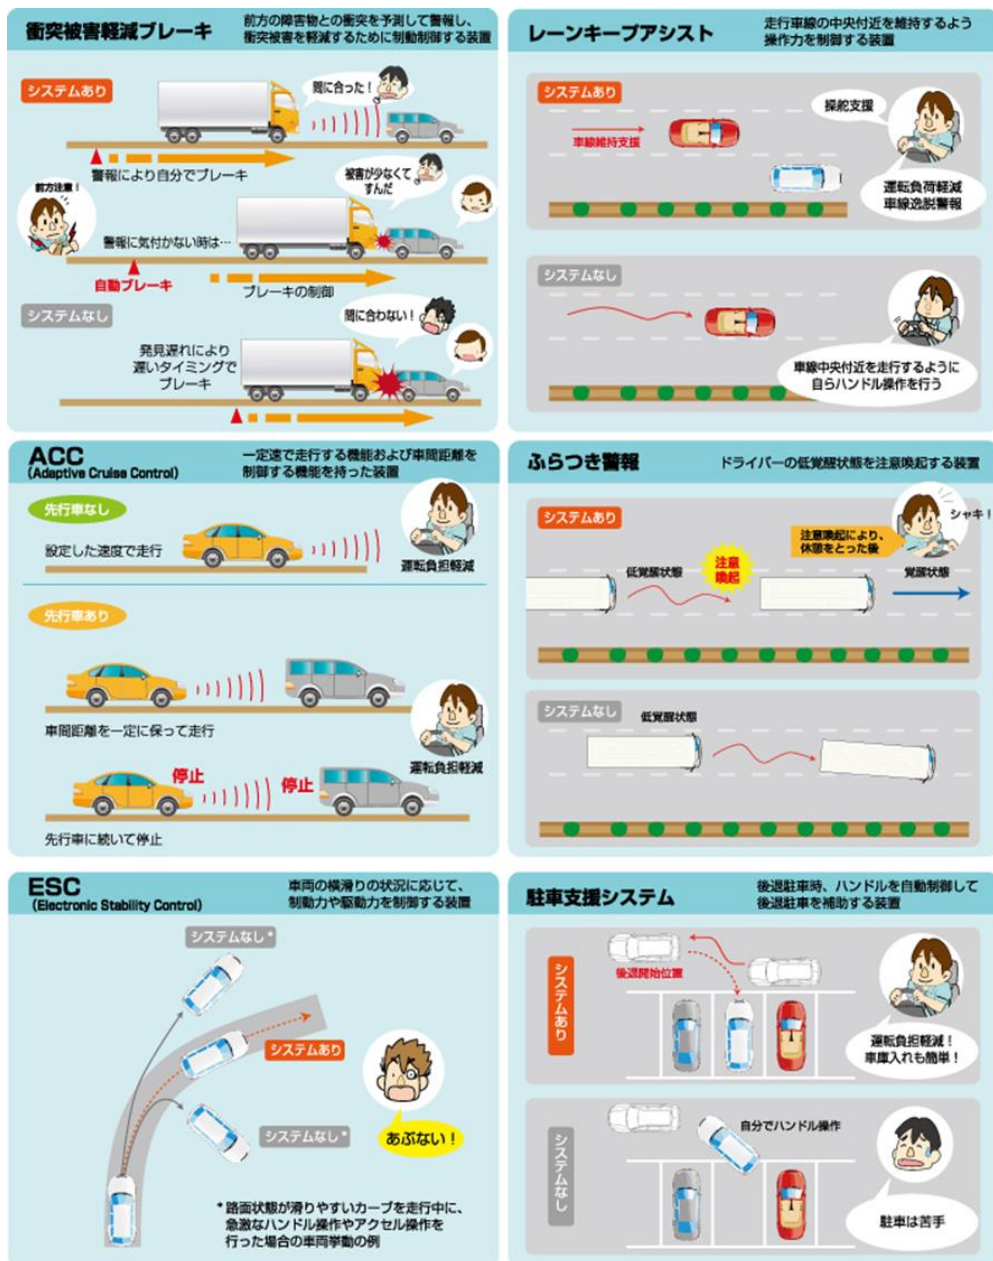 衝突被害軽減ブレーキ
前方の障害物との衝突を予測して警報し、
衝突被害を軽減するために制動制御する装置
システムあり
間に合った！
警報により自分でブレーキ
前方注意！
被害が少なくて
すんだ
警報に気付かない時は…
自動ブレーキ
ブレーキの制御
システムなし
間に合わない！
発見遅れにより
遅いタイミングで
ブレーキ
レーンキープアシスト
走行車線の中央付近を維持するよう
操作力を制御する装置
システムあり
車線維持支援
操舵支援
運転負荷軽減
車線逸脱警報
システムなし
車線中央付近を走行するように
自らハンドル操作を行う
ACC
(Adaptive Cruise Control)
一定速で走行する機能および車間距離を
制御する機能を持った装置
先行車なし
設定した速度で走行
運転負担軽減
先行車あり
車間距離を一定に保って走行
運転負担軽減
停止
停止
先行車に続いて停止
ふらつき警報
ドライバーの低覚醒状態を注意喚起する装置
システムあり
シャキ！
注意喚起により、
休憩をとった後
低覚醒状態
注意
喚起
覚醒状態
システムなし
低覚醒状態
ESC
(Electronic Stability Control)
車両の横滑りの状況に応じて、
制動力や駆動力を制御する装置
システムなし*
システムあり
システムなし*
あぶない！
*路面状態が滑りやすいカーブを走行中に、
急激なハンドル操作やアクセル操作を
行った場合の車両挙動の例
駐車支援システム
後退駐車時、ハンドルを自動制御して
後退駐車を補助する装置
システムあり
後退開始位置
運転負担軽減！
車庫入れも簡単！
システムなし
自分でハンドル操作
駐車は苦手